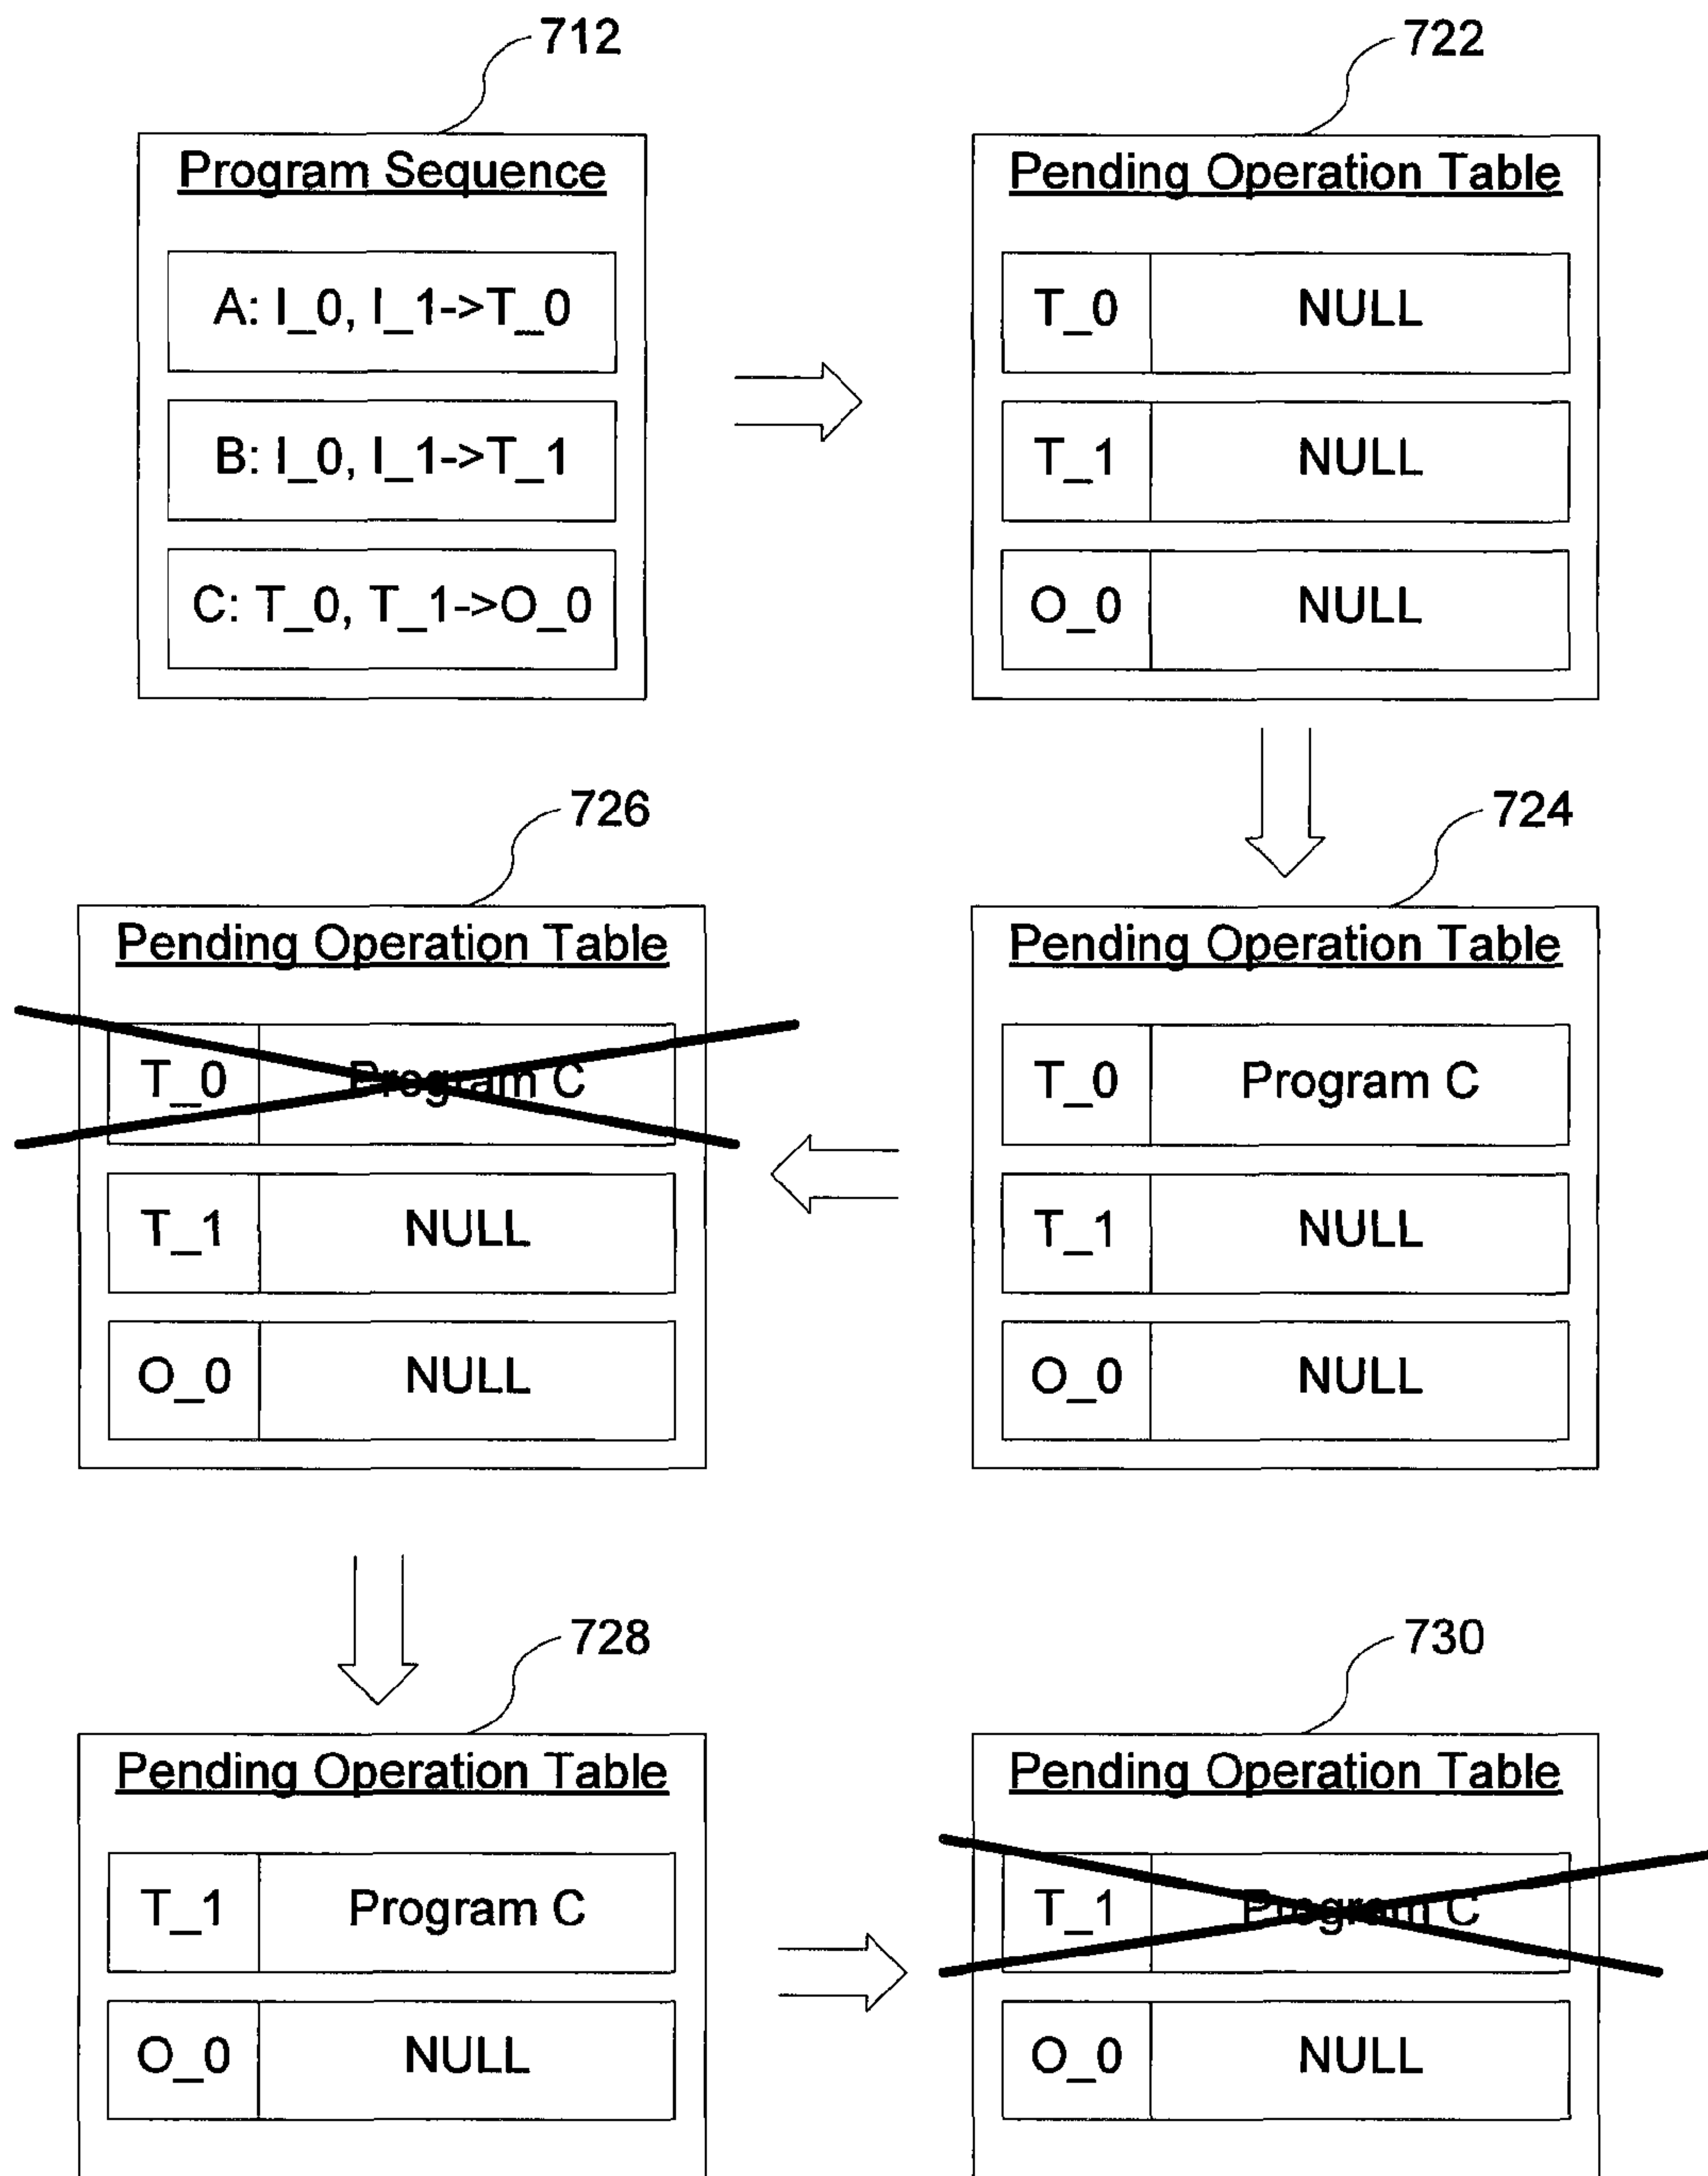 712
Program Sequence
A: I_0, I_1->T_0
B: I_0, I_1->T_1
C: T_0, T_1->O_0
722
Pending Operation Table
T_0 NULL
T_1 NULL
O_0 NULL
726
Pending Operation Table
T_0 Program C
T_1 NULL
O_0 NULL
724
Pending Operation Table
T_0 Program C
T_1 NULL
O_0 NULL
728
Pending Operation Table
T_1 Program C
O_0 NULL
730
Pending Operation Table
T_1 Program C
O_0 NULL